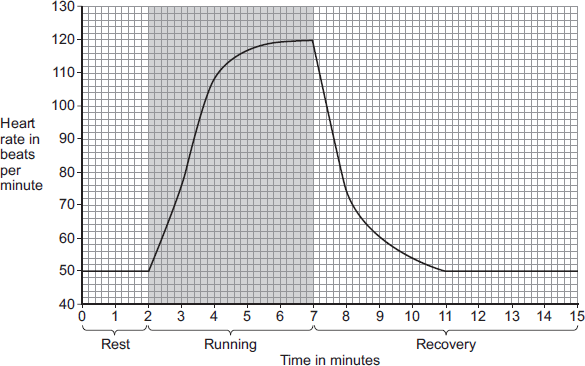 130
120
110
100
90
80
70
60
50
40
Heart
rate in
beats
per
minute
0 1 2 3 4 5 6 7 8 9 10 11 12 13 14 15
Rest Running Recovery
Time in minutes